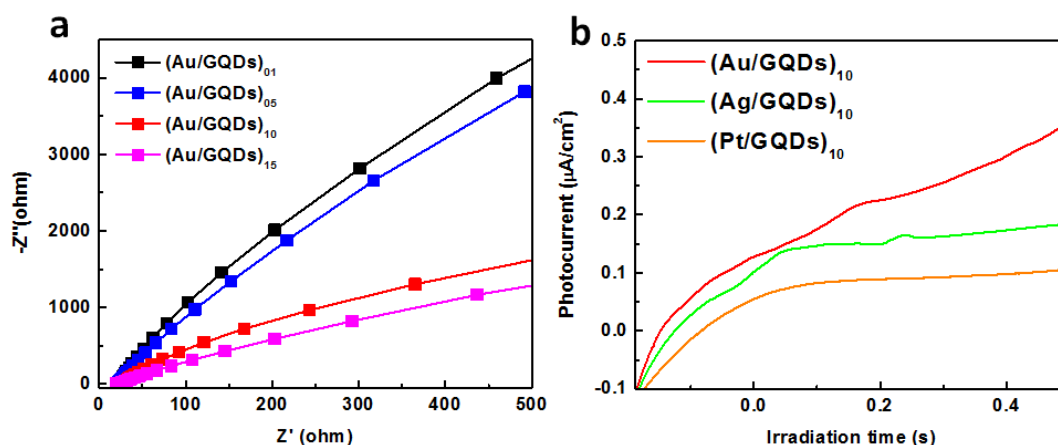 a
(Au/GQDs)₀₁
(Au/GQDs)₀₅
(Au/GQDs)₁₀
(Au/GQDs)₁₅
-Z''(ohm)
4000
3000
2000
1000
0
0 100 200 300 400 500
Z' (ohm)
b
(Au/GQDs)₁₀
(Ag/GQDs)₁₀
(Pt/GQDs)₁₀
Photocurrent (μA/cm²)
0.5
0.4
0.3
0.2
0.1
0.0
-0.1
0.0 0.2 0.4
Irradiation time (s)